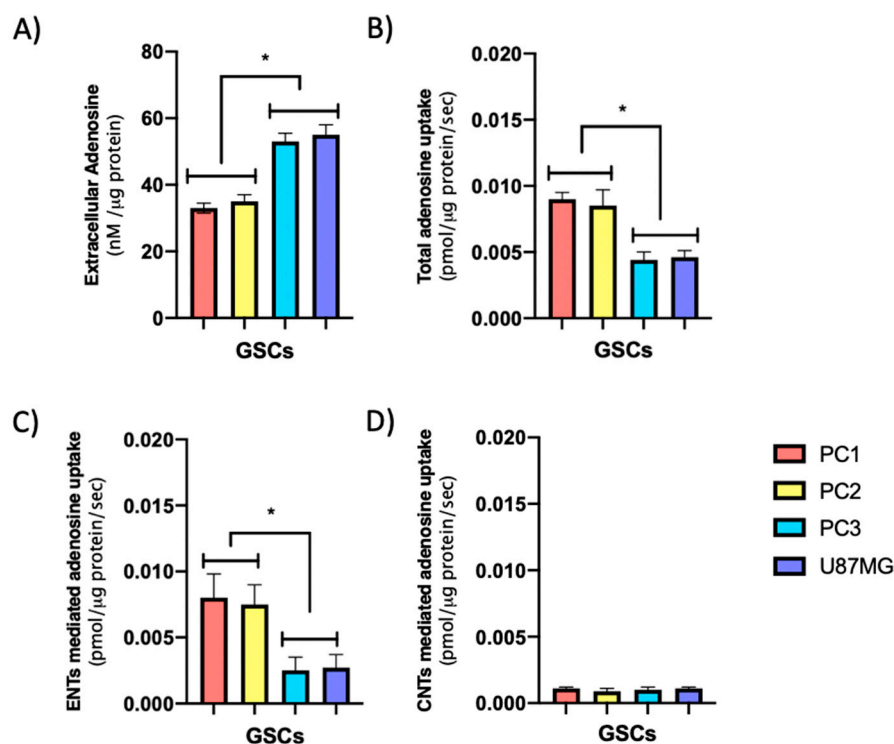 A)
Extracellular Adenosine
(nM /µg protein)
80
60
40
20
0
*
GSCs
B)
Total adenosine uptake
(pmol/µg protein/sec)
0.020
0.015
0.010
0.005
0.000
*
GSCs
C)
ENTs mediated adenosine uptake
(pmol/µg protein/sec)
0.020
0.015
0.010
0.005
0.000
*
GSCs
D)
CNTs mediated adenosine uptake
(pmol/µg protein/sec)
0.020
0.015
0.010
0.005
0.000
GSCs
PC1
PC2
PC3
U87MG